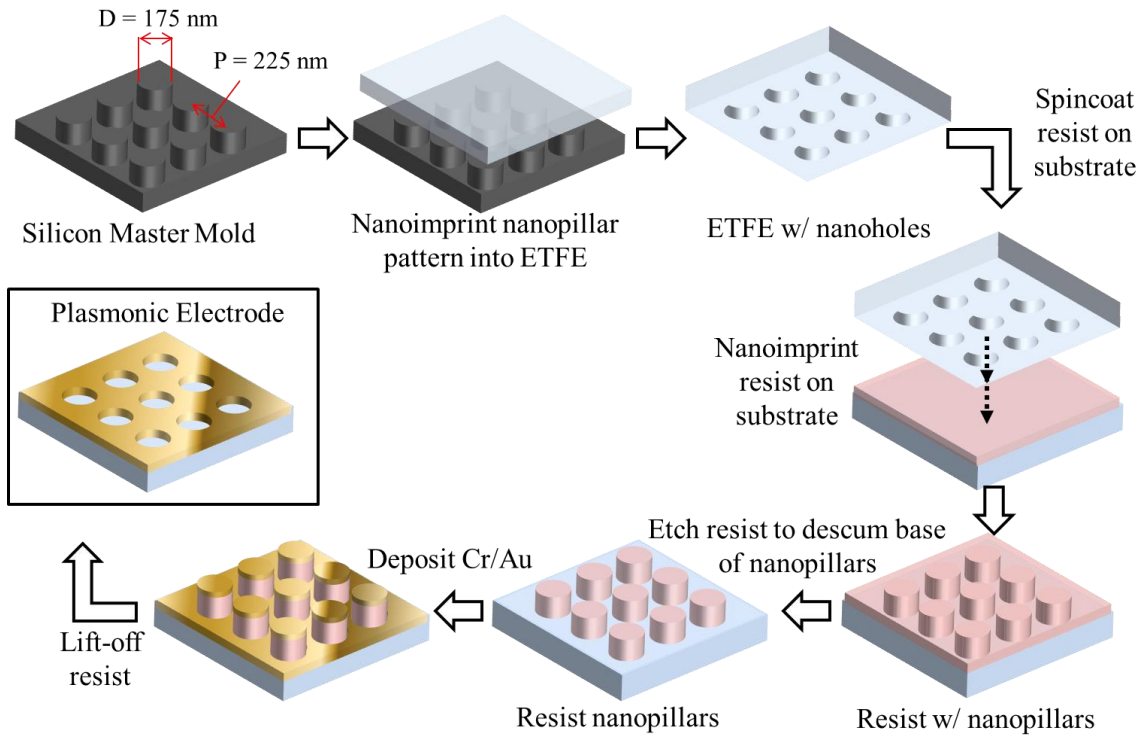 D = 175 nm
P = 225 nm
Silicon Master Mold
Nanoimprint nanopillar
pattern into ETFE
ETFE w/ nanoholes
Spincoat
resist on
substrate
Nanoimprint
resist on
substrate
Etch resist to descum base
of nanopillars
Resist w/ nanopillars
Resist nanopillars
Deposit Cr/Au
Lift-off
resist
Plasmonic Electrode